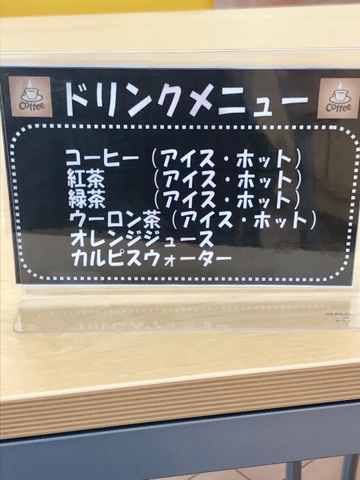 Coffee ドリンクメニュー Coffee
コーヒー（アイス・ホット）
紅茶　　（アイス・ホット）
緑茶　　（アイス・ホット）
ウーロン茶（アイス・ホット）
オレンジジュース
カルピスウォーター